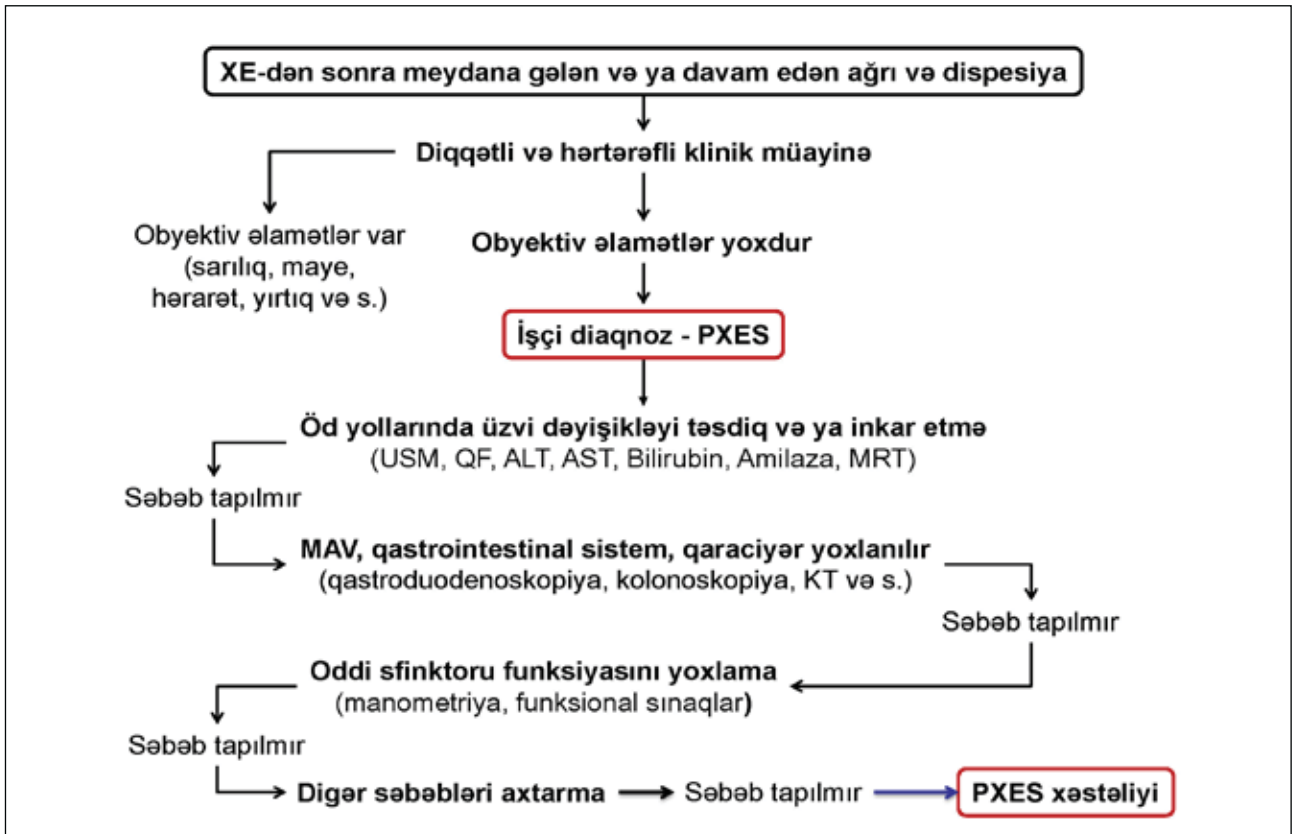 XE-dən sonra meydana gələn və ya davam edən ağrı və dispesiya
Diqqətli və hərtərəfli klinik müayinə
Obyektiv əlamətlər var
(sarılıq, maye,
hərarət, yırtıq və s.)
Obyektiv əlamətlər yoxdur
İşçi diaqnoz - PXES
Öd yollarında üzvi dəyişikləyi təsdiq və ya inkar etmə
(USM, QF, ALT, AST, Bilirubin, Amilaza, MRT)
Səbəb tapılmır
MAV, qastrointestinal sistem, qaraciyər yoxlanılır
(qastroduodenoskopiya, kolonoskopiya, KT və s.)
Səbəb tapılmır
Oddi sfinktoru funksiyasını yoxlama
(manometriya, funksional sınaqlar)
Səbəb tapılmır
Digər səbəbləri axtarma
Səbəb tapılmır
PXES xəstəliyi